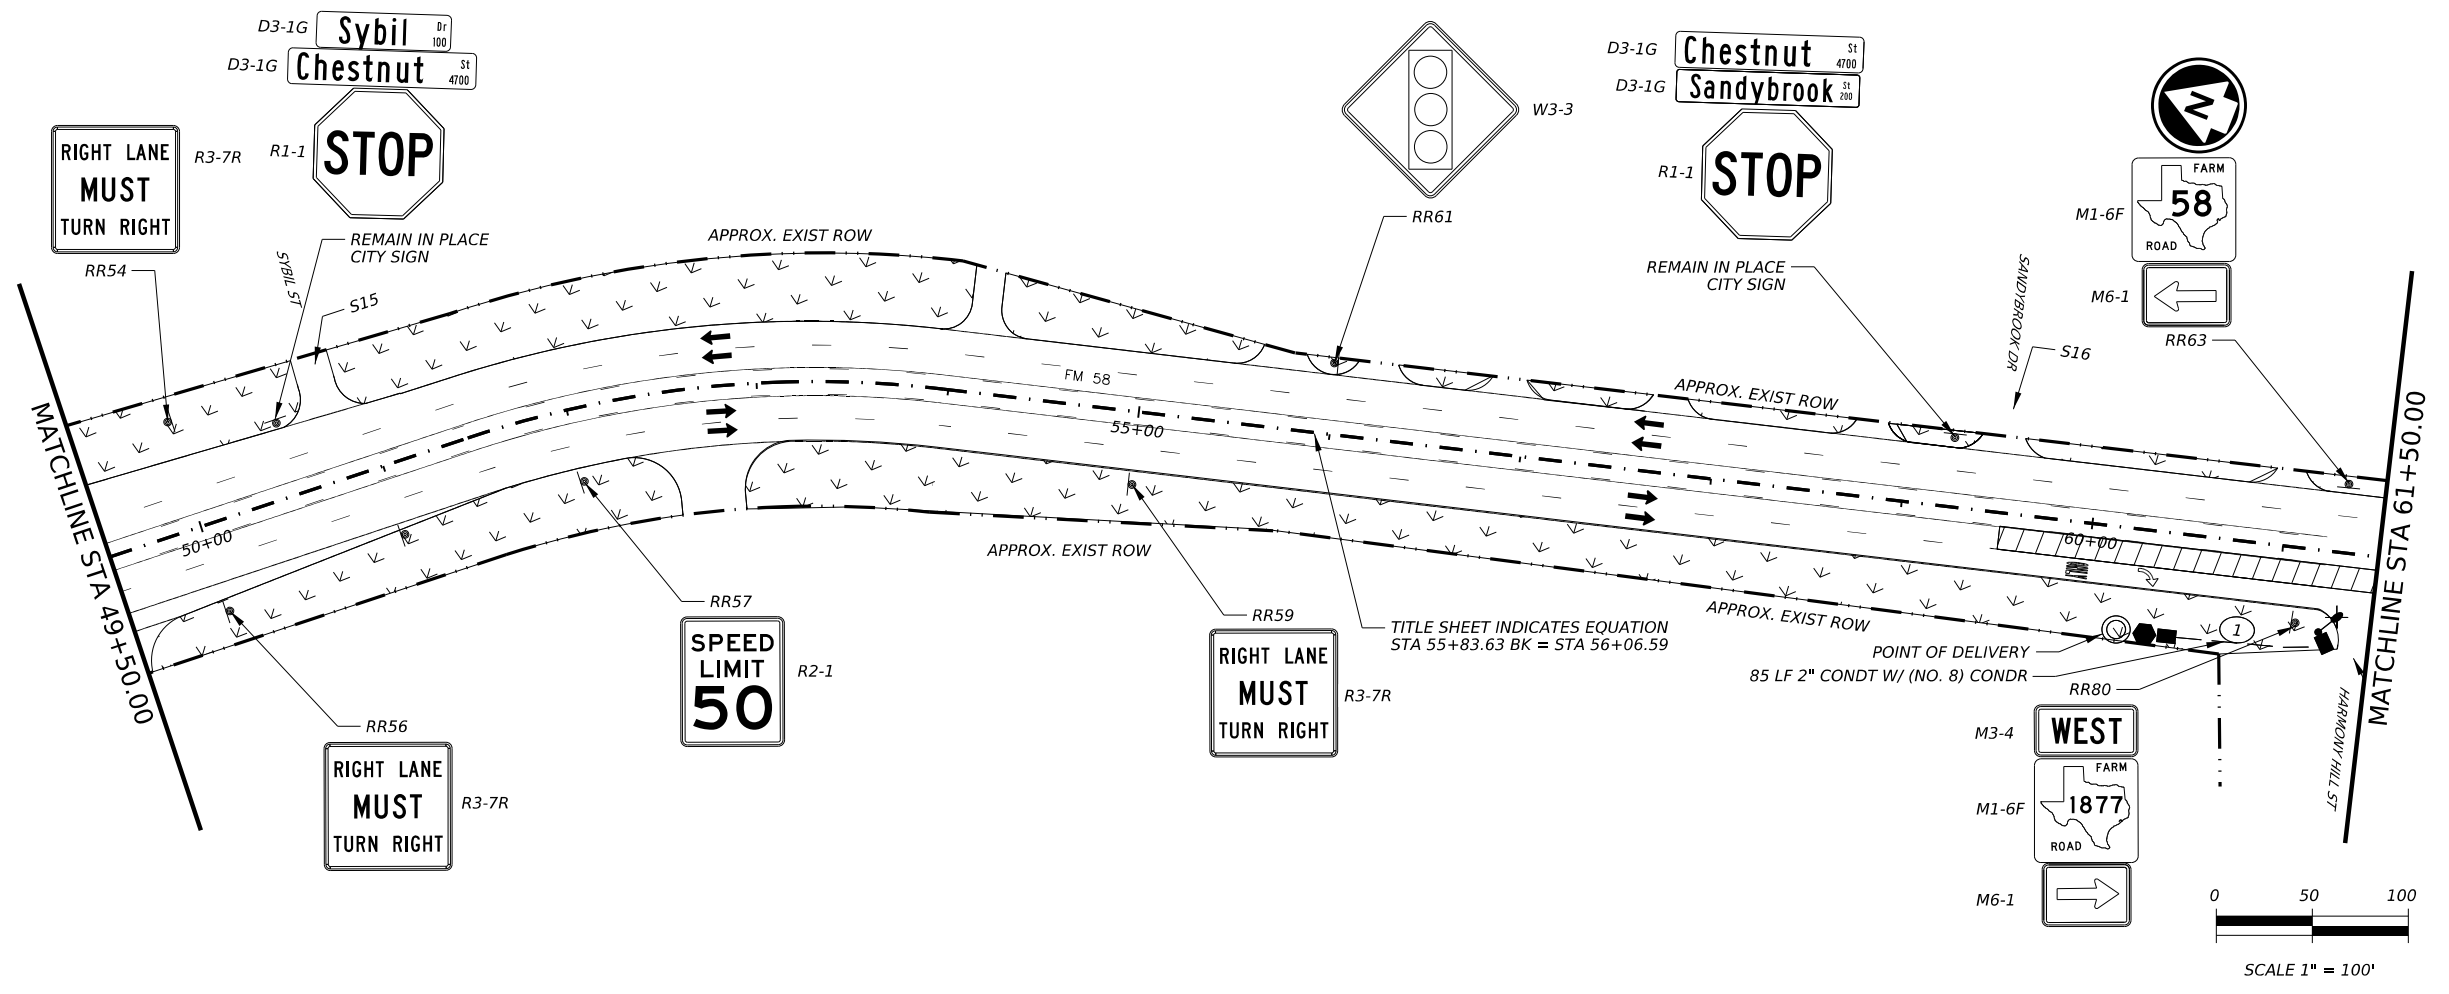 D3-1G
Sybil Dr 100
D3-1G
Chestnut St 4700
R1-1
STOP
RIGHT LANE
MUST
TURN RIGHT
R3-7R
RR54
SYBIL ST
REMAIN IN PLACE
CITY SIGN
S15
APPROX. EXIST ROW
W3-3
RR61
D3-1G
Chestnut St 4700
D3-1G
Sandybrook St 200
R1-1
STOP
REMAIN IN PLACE
CITY SIGN
APPROX. EXIST ROW
SANDYBROOK DR
S16
N
M1-6F
FARM
58
ROAD
M6-1
RR63
MATCHLINE STA 49+50.00
50+00
FM 58
55+00
60+00
MATCHLINE STA 61+50.00
APPROX. EXIST ROW
APPROX. EXIST ROW
RR56
RIGHT LANE
MUST
TURN RIGHT
R3-7R
RR57
SPEED
LIMIT
50
R2-1
RR59
RIGHT LANE
MUST
TURN RIGHT
R3-7R
TITLE SHEET INDICATES EQUATION
STA 55+83.63 BK = STA 56+06.59
1
POINT OF DELIVERY
85 LF 2" CONDT W/ (NO. 8) CONDR
RR80
HARMONY HILL ST
M3-4
WEST
M1-6F
FARM
1877
ROAD
M6-1
0 50 100
SCALE 1" = 100'